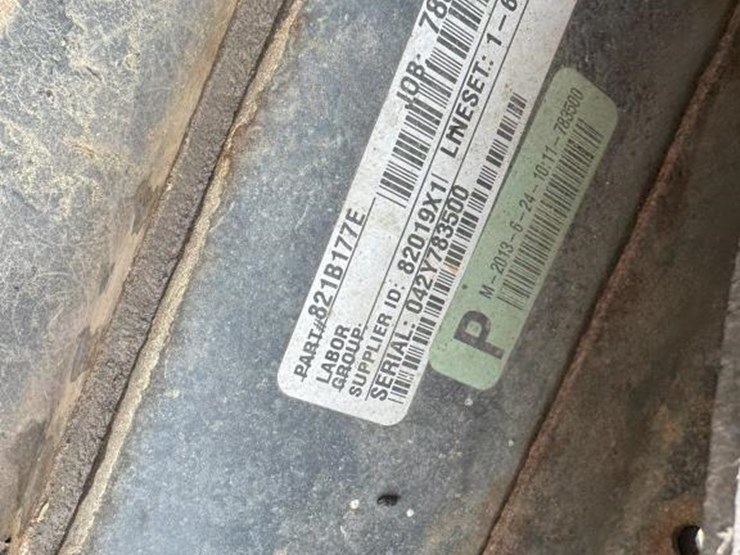 PART#821B177E
JOB: 78
LABOR
GROUP:
SUPPLIER ID: 82019X1
LINESET: 1-6
SERIAL: 042Y783500
P
M-2013-6-24-10:11-783500